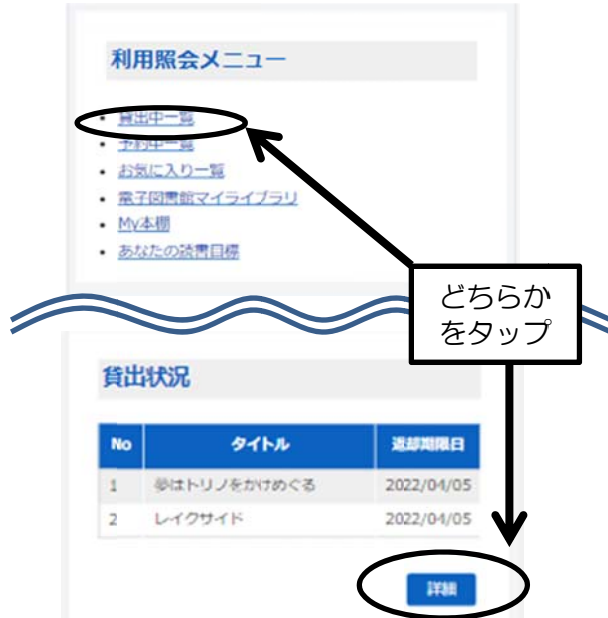 利用照会メニュー
• 貸出中一覧
• 予約中一覧
• お気に入り一覧
• 電子図書館マイライブラリ
• My本棚
• あなたの読書目標
どちらか
をタップ
貸出状況
No タイトル 返却期限日
1 夢はトリノをかけめぐる 2022/04/05
2 レイクサイド 2022/04/05
詳細